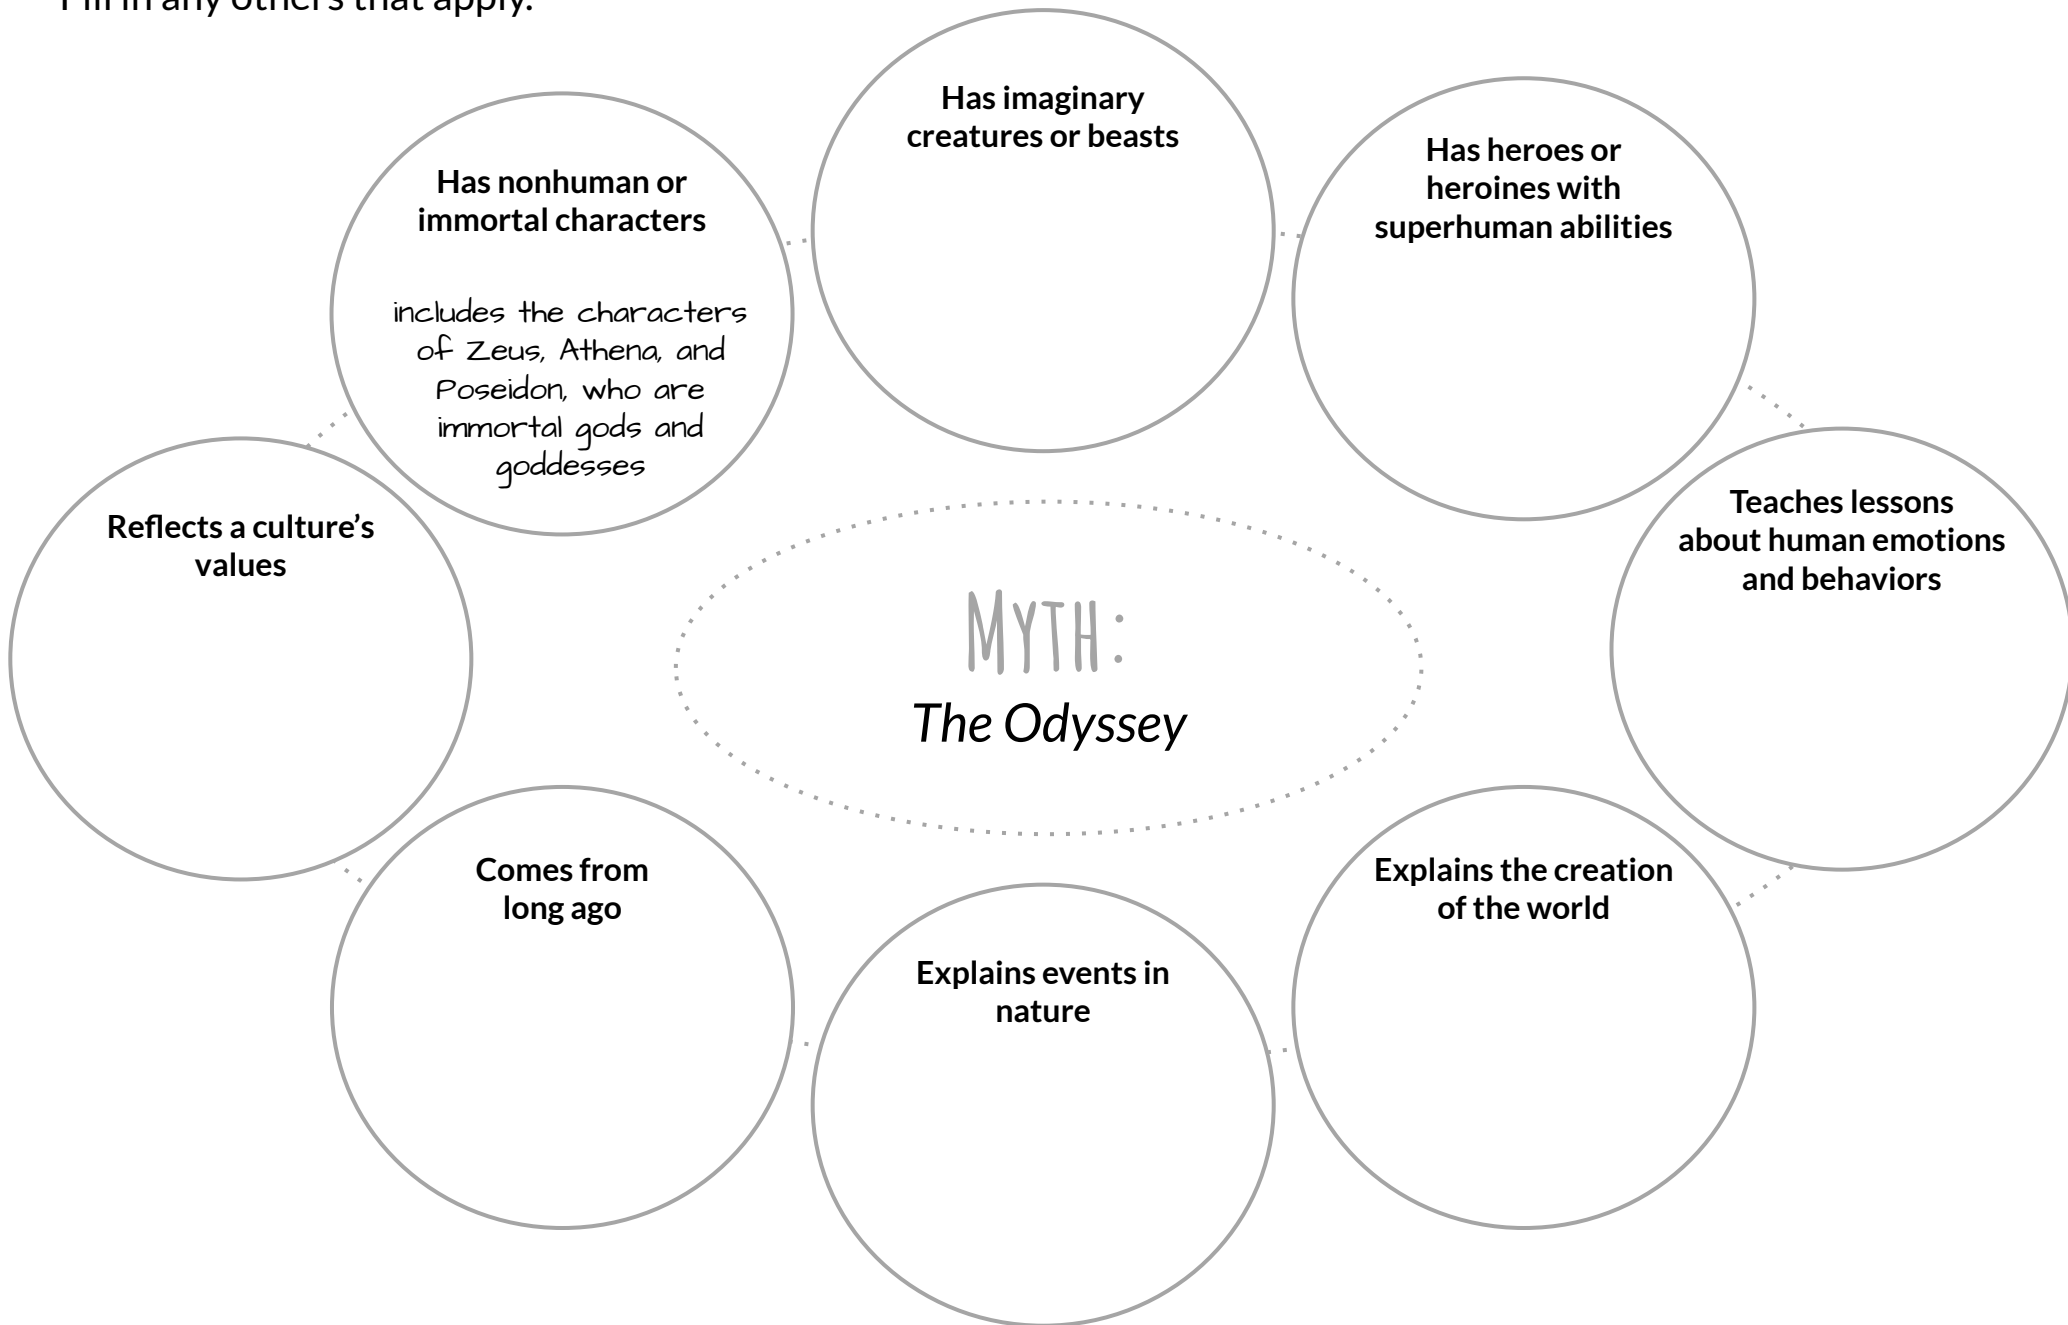 Fill in any others that apply.
Has imaginary
creatures or beasts
Has heroes or
heroines with
superhuman abilities
Has nonhuman or
immortal characters
includes the characters
of Zeus, Athena, and
Poseidon, who are
immortal gods and
goddesses
Teaches lessons
about human emotions
and behaviors
Reflects a culture's
values
MYTH:
The Odyssey
Comes from
long ago
Explains the creation
of the world
Explains events in
nature